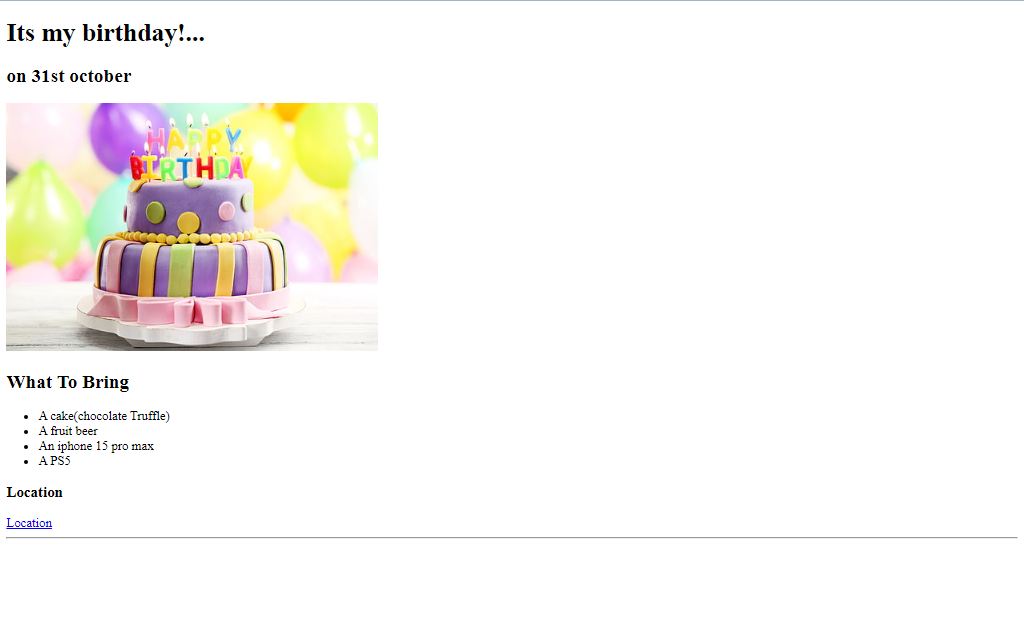 Its my birthday!...
on 31st october
HAPPY
BIRTHDAY
What To Bring
A cake(chocolate Truffle)
A fruit beer
An iphone 15 pro max
A PS5
Location
Location